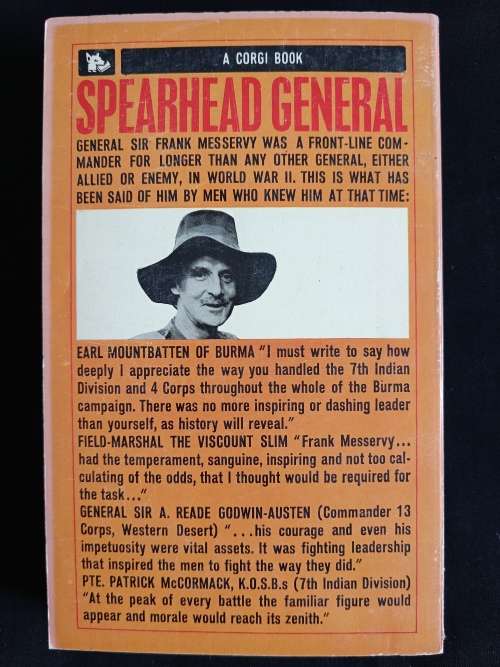 A CORGI BOOK
SPEARHEAD GENERAL
GENERAL SIR FRANK MESSERVY WAS A FRONT-LINE COM-
MANDER FOR LONGER THAN ANY OTHER GENERAL, EITHER
ALLIED OR ENEMY, IN WORLD WAR II. THIS IS WHAT HAS
BEEN SAID OF HIM BY MEN WHO KNEW HIM AT THAT TIME:
EARL MOUNTBATTEN OF BURMA “I must write to say how
deeply I appreciate the way you handled the 7th Indian
Division and 4 Corps throughout the whole of the Burma
campaign. There was no more inspiring or dashing leader
than yourself, as history will reveal.”
FIELD-MARSHAL THE VISCOUNT SLIM “Frank Messervy...
had the temperament, sanguine, inspiring and not too cal-
culating of the odds, that I thought would be required for
the task...”
GENERAL SIR A. READE GODWIN-AUSTEN (Commander 13
Corps, Western Desert) “...his courage and even his
impetuosity were vital assets. It was fighting leadership
that inspired the men to fight the way they did.”
PTE. PATRICK McCORMACK, K.O.S.B.s (7th Indian Division)
“At the peak of every battle the familiar figure would
appear and morale would reach its zenith.”